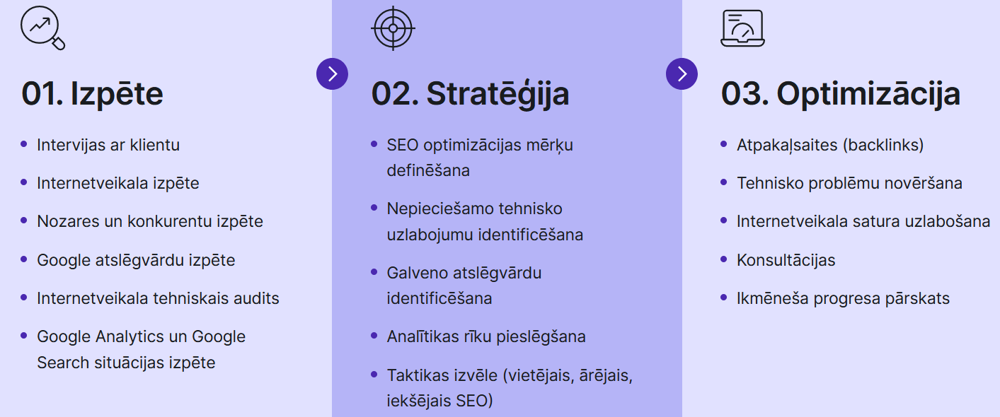 01. Izpēte
Intervijas ar klientu
Internetveikala izpēte
Nozares un konkurentu izpēte
Google atslēgvārdu izpēte
Internetveikala tehniskais audits
Google Analytics un Google
Search situācijas izpēte
02. Stratēģija
SEO optimizācijas mērķu
definēšana
Nepieciešamo tehnisko
uzlabojumu identificēšana
Galveno atslēgvārdu
identificēšana
Analītikas rīku pieslēgšana
Taktikas izvēle (vietējais, ārējais,
iekšējais SEO)
03. Optimizācija
Atpakaļsaites (backlinks)
Tehnisko problēmu novēršana
Internetveikala satura uzlabošana
Konsultācijas
Ikmēneša progresa pārskats